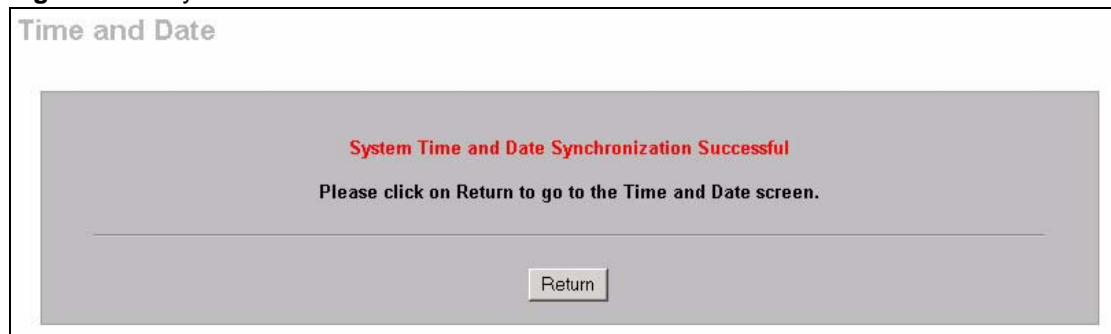 Time and Date
System Time and Date Synchronization Successful
Please click on Return to go to the Time and Date screen.
Return